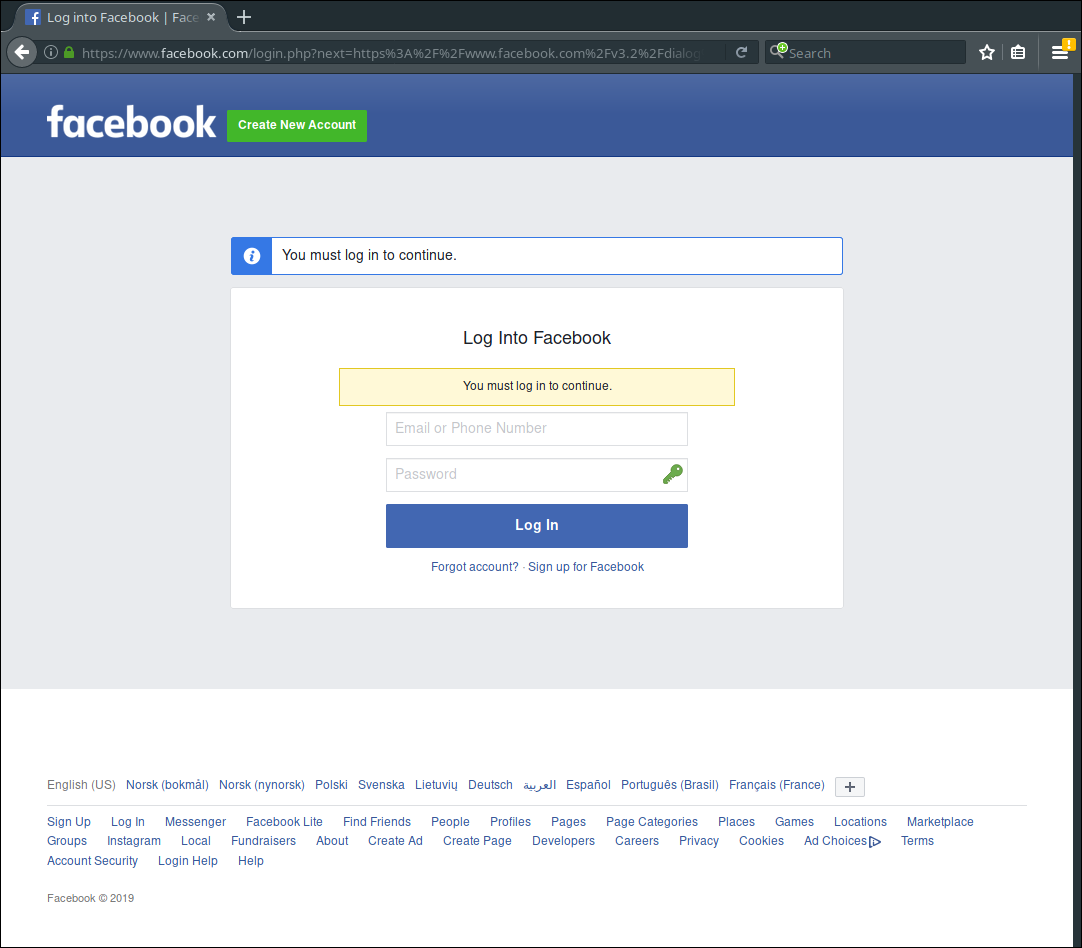 Log into Facebook | Face
https://www.facebook.com/login.php?next=https%3A%2F%2Fwww.facebook.com%2Fv3.2%2Fdialog
Search
facebook
Create New Account
You must log in to continue.
Log Into Facebook
You must log in to continue.
Email or Phone Number
Password
Log In
Forgot account? · Sign up for Facebook
English (US) Norsk (bokmål) Norsk (nynorsk) Polski Svenska Lietuvių Deutsch العربية Español Português (Brasil) Français (France)
Sign Up Log In Messenger Facebook Lite Find Friends People Profiles Pages Page Categories Places Games Locations Marketplace
Groups Instagram Local Fundraisers About Create Ad Create Page Developers Careers Privacy Cookies Ad Choices Terms
Account Security Login Help Help
Facebook © 2019